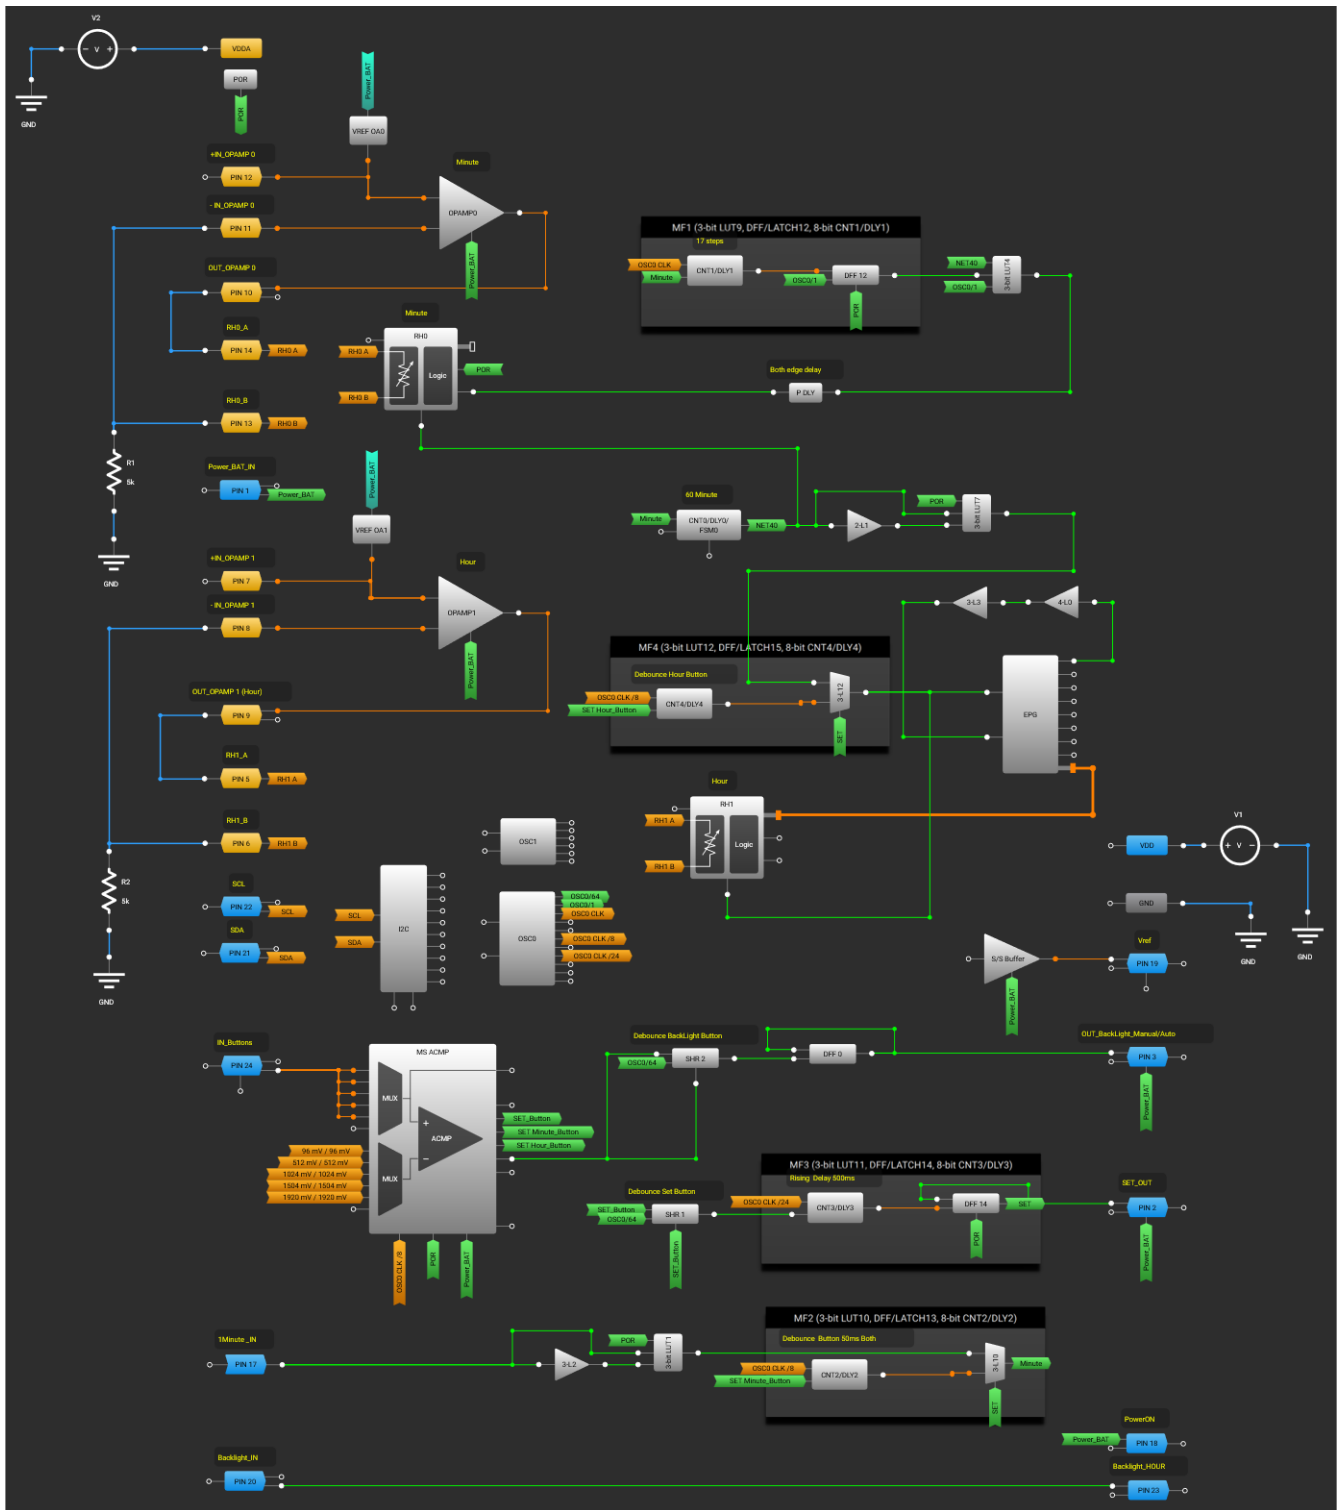 V2
− v +
VDDA
POR
POR
GND
Power_BAT
VREF OA0
+IN_OPAMP 0
PIN 12
Minute
- IN_OPAMP 0
PIN 11
OPAMP0
Power_BAT
OUT_OPAMP 0
PIN 10
RH0_A
PIN 14
RH0 A
RH0_B
PIN 13
RH0 B
Minute
RH0
RH0 A
RH0 B
Logic
POR
MF1 (3-bit LUT9, DFF/LATCH12, 8-bit CNT1/DLY1)
17 steps
OSC0 CLK
Minute
CNT1/DLY1
OSC0/1
DFF 12
POR
NET40
OSC0/1
3-bit LUT4
Both edge delay
P DLY
R1
5k
GND
Power_BAT_IN
PIN 1
Power_BAT
Power_BAT
VREF OA1
60 Minute
Minute
CNT0/DLY0/
FSM0
NET40
2-L1
POR
3-bit LUT7
+IN_OPAMP 1
PIN 7
- IN_OPAMP 1
PIN 8
Hour
OPAMP1
Power_BAT
3-L3
4-L0
MF4 (3-bit LUT12, DFF/LATCH15, 8-bit CNT4/DLY4)
Debounce Hour Button
OSC0 CLK /8
SET Hour_Button
CNT4/DLY4
3-L12
SET
EPG
OUT_OPAMP 1 (Hour)
PIN 9
RH1_A
PIN 5
RH1 A
RH1_B
PIN 6
RH1 B
Hour
RH1
RH1 A
RH1 B
Logic
V1
VDD
+ v −
GND
GND
GND
R2
5k
GND
SCL
PIN 22
SCL
SDA
PIN 21
SDA
SCL
SDA
I2C
OSC1
OSC0
OSC0/64
OSC0/1
OSC0 CLK
OSC0 CLK /8
OSC0 CLK /24
S/S Buffer
Power_BAT
Vref
PIN 19
IN_Buttons
PIN 24
MS ACMP
MUX
+
ACMP
−
MUX
96 mV / 96 mV
512 mV / 512 mV
1024 mV / 1024 mV
1504 mV / 1504 mV
1920 mV / 1920 mV
SET_Button
SET Minute_Button
SET Hour_Button
OSC0 CLK /8
POR
Power_BAT
Debounce BackLight Button
OSC0/64
SHR 2
DFF 0
OUT_BackLight_Manual/Auto
PIN 3
Power_BAT
Debounce Set Button
SET_Button
OSC0/64
SHR 1
SET_Button
MF3 (3-bit LUT11, DFF/LATCH14, 8-bit CNT3/DLY3)
Rising Delay 500ms
OSC0 CLK /24
CNT3/DLY3
DFF 14
POR
SET
SET_OUT
PIN 2
Power_BAT
1Minute_IN
PIN 17
3-L2
POR
3-bit LUT1
MF2 (3-bit LUT10, DFF/LATCH13, 8-bit CNT2/DLY2)
Debounce Button 50ms Both
OSC0 CLK /8
SET Minute_Button
CNT2/DLY2
3-L10
SET
Minute
PowerON
Power_BAT
PIN 18
Backlight_IN
PIN 20
Backlight_HOUR
PIN 23